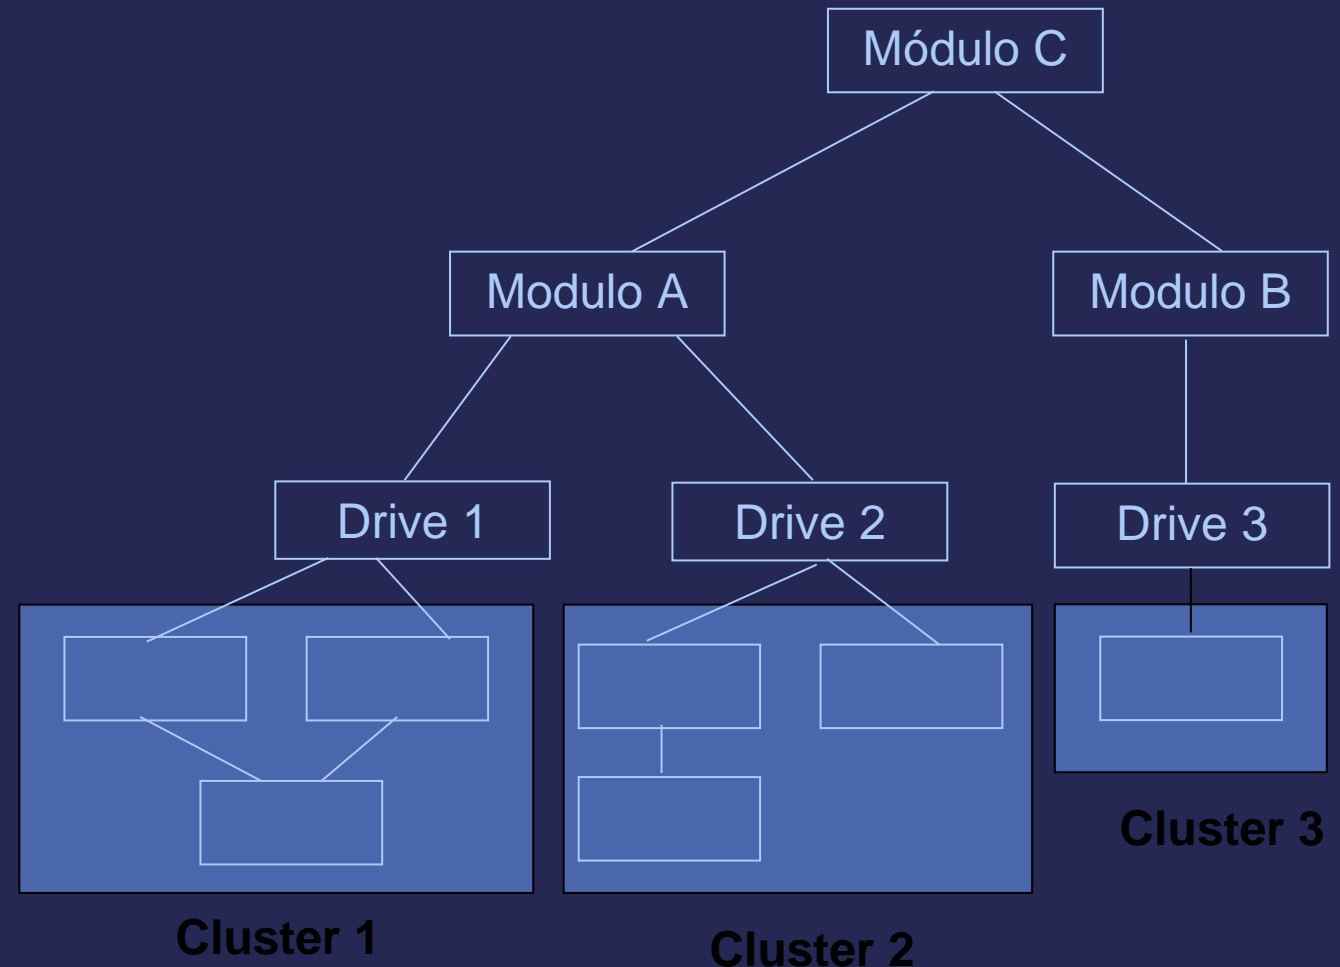 Módulo C
Modulo A
Modulo B
Drive 1
Drive 2
Drive 3
Cluster 3
Cluster 1
Cluster 2